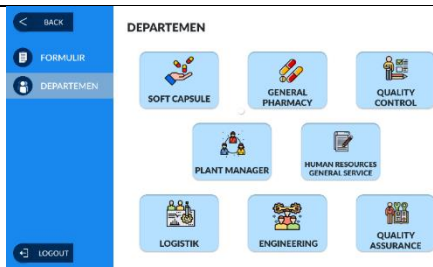 < BACK
DEPARTEMEN
FORMULIR
DEPARTEMEN
SOFT CAPSULE
GENERAL
PHARMACY
QUALITY
CONTROL
PLANT MANAGER
HUMAN RESOURCES
GENERAL SERVICE
LOGISTIK
ENGINEERING
QUALITY
ASSURANCE
LOGOUT